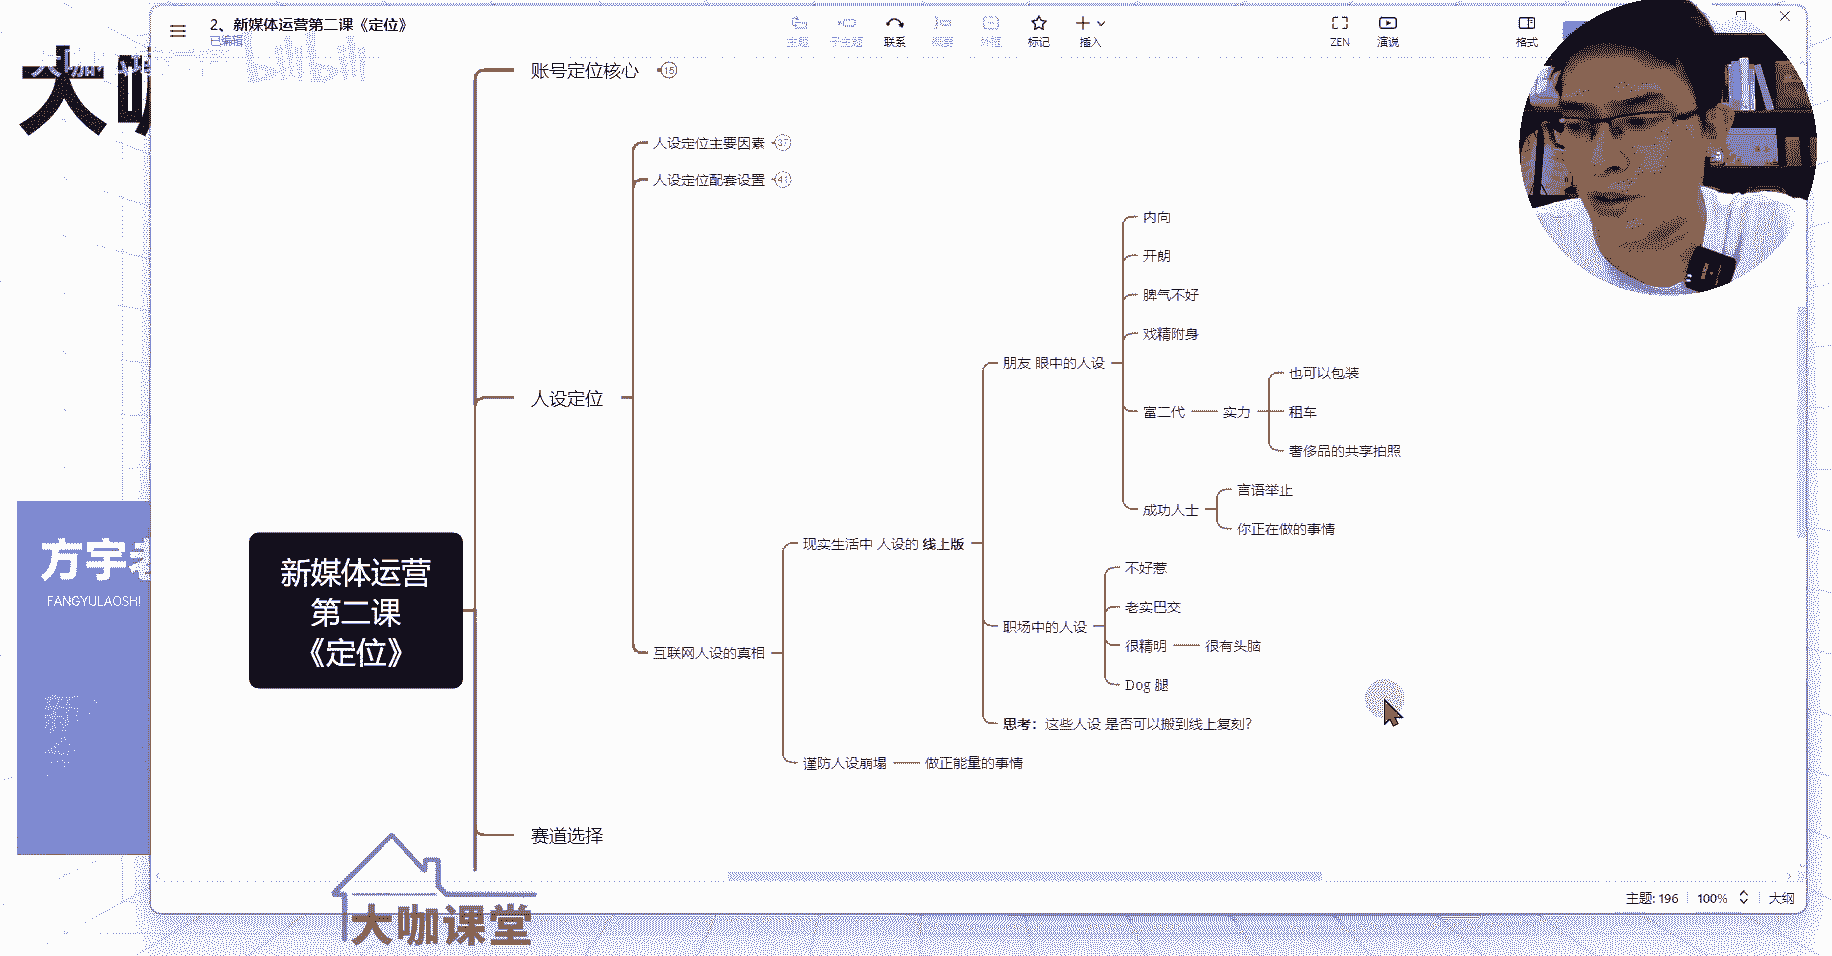 2、新媒体运营第二课《定位》
已编辑
主题
子主题
联系
概要
外框
标记
插入
ZEN
演说
格式
大咖
bilibili
账号定位核心
15
人设定位主要因素
37
人设定位配套设置
43
内向
开朗
脾气不好
戏精附身
朋友 眼中的人设
也可以包装
富二代
实力
租车
奢侈品的共享拍照
人设定位
言语举止
成功人士
你正在做的事情
现实生活中 人设的 线上版
不好惹
老实巴交
职场中的人设
很精明
很有头脑
Dog 腿
互联网人设的真相
思考：这些人设 是否可以搬到线上复刻？
谨防人设崩塌
做正能量的事情
新媒体运营
第二课
《定位》
方宇老
FANGYULAOSHI
赛道选择
大咖课堂
主题: 196
100%
大纲